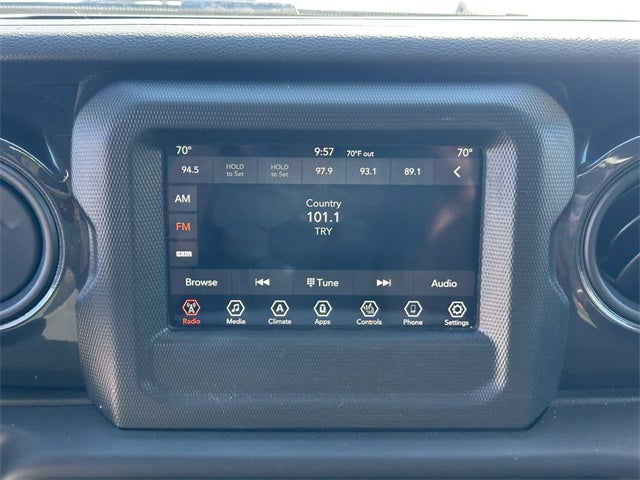 70° 9:57 70°F out 70°
94.5 HOLD to Set HOLD to Set 97.9 93.1 89.1
AM
FM
sxm
Country
101.1
TRY
Browse Tune Audio
Radio Media Climate Apps Controls Phone Settings